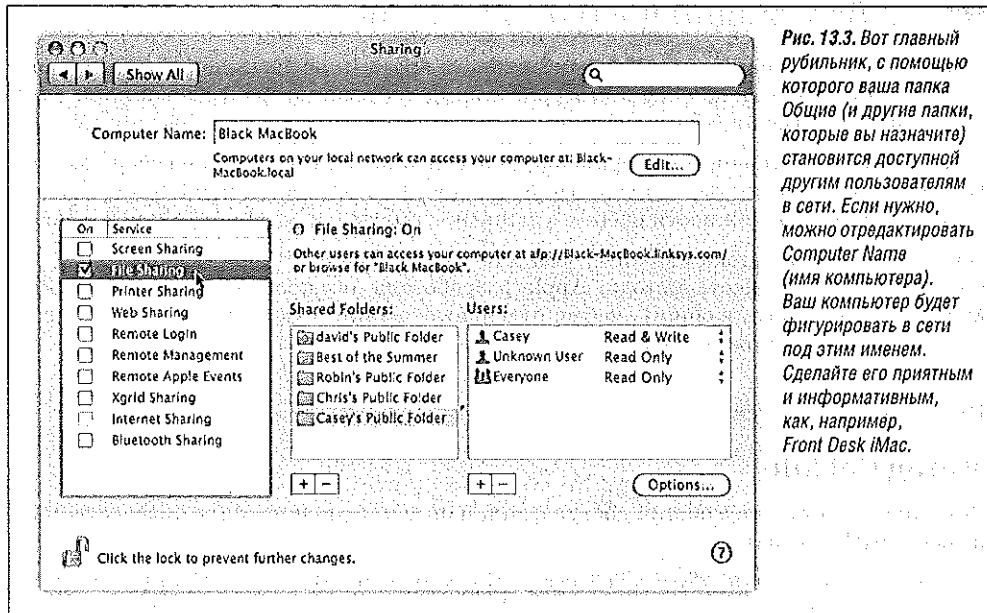 Sharing
Show All
Computer Name: Black MacBook
Computers on your local network can access your computer at: Black-
MacBook.local
Edit...
On Service
Screen Sharing
File Sharing
Printer Sharing
Web Sharing
Remote Login
Remote Management
Remote Apple Events
Xgrid Sharing
Internet Sharing
Bluetooth Sharing
File Sharing: On
Other users can access your computer at afp://Black-MacBook.linksys.com/
or browse for "Black MacBook".
Shared Folders:
david's Public Folder
Best of the Summer
Robin's Public Folder
Chris's Public Folder
Casey's Public Folder
Users:
Casey Read & Write
Unknown User Read Only
Everyone Read Only
+ −
+ −
Options...
Click the lock to prevent further changes.
?
Рис. 13.3. Вот главный
рубильник, с помощью
которого ваша папка
Общие (и другие папки,
которые вы назначите)
становится доступной
другим пользователям
в сети. Если нужно,
можно отредактировать
Computer Name
(имя компьютера).
Ваш компьютер будет
фигурировать в сети
под этим именем.
Сделайте его приятным
и информативным,
как, например,
Front Desk iMac.